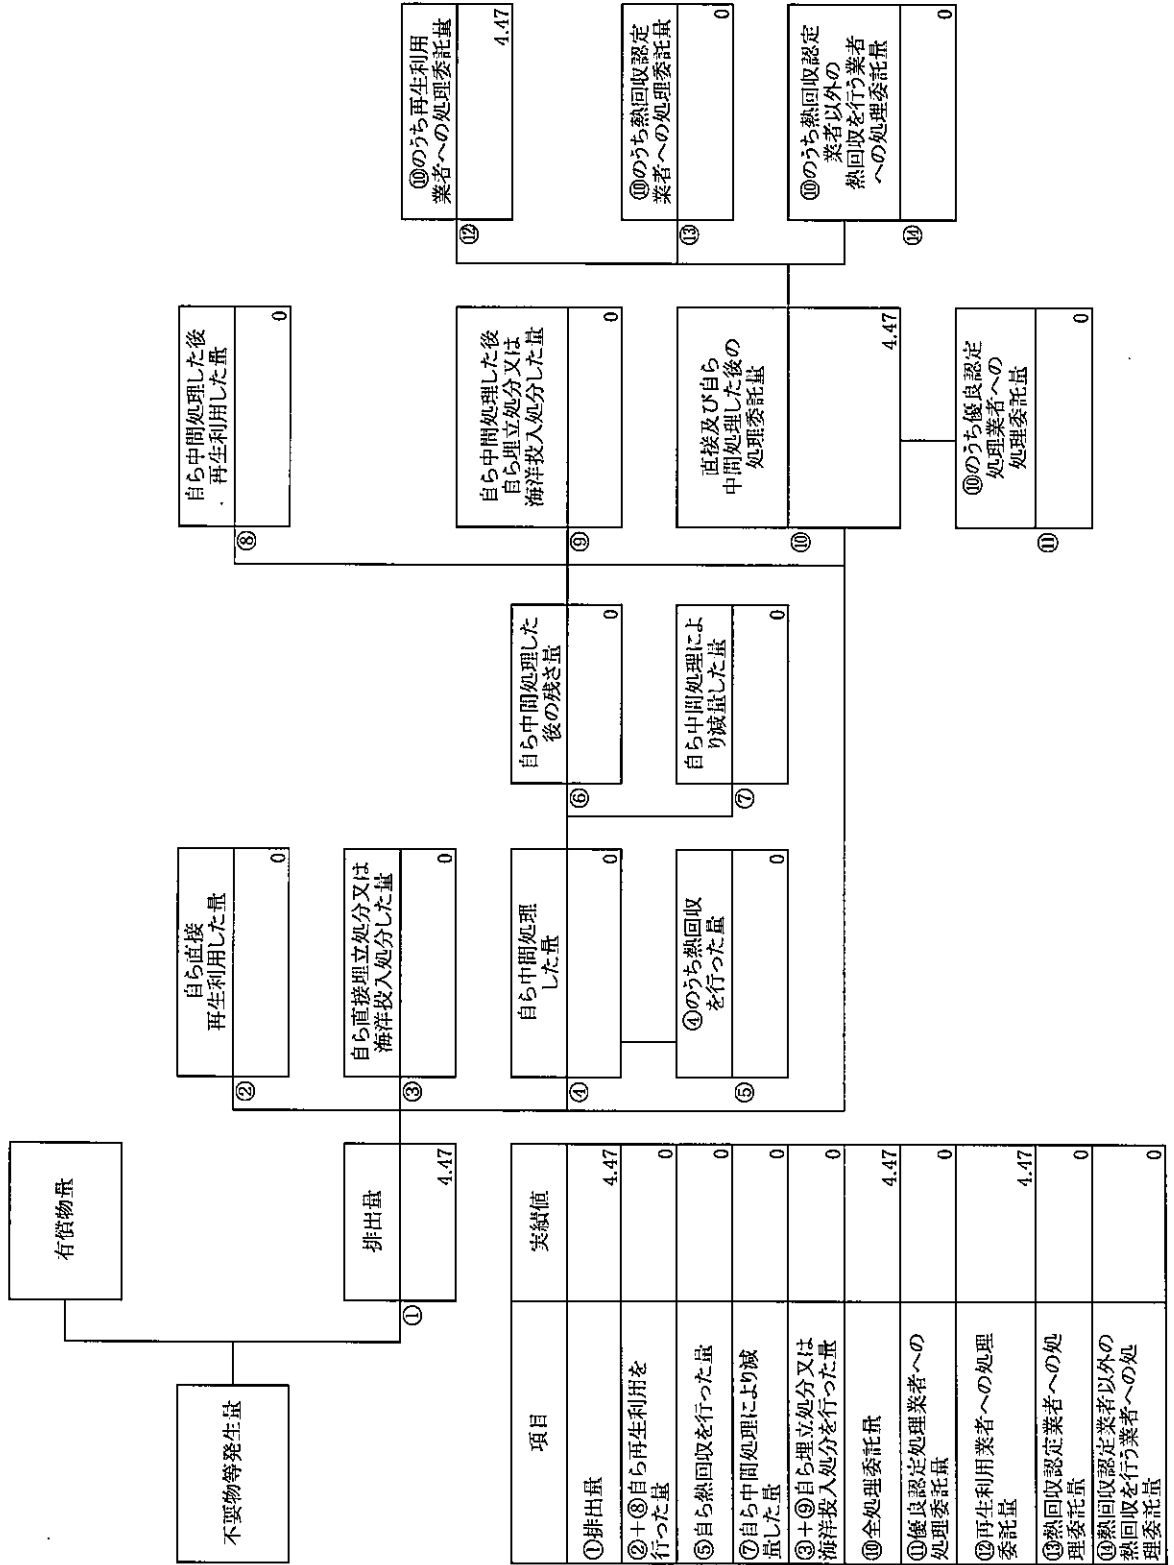 不要物等発生量
有償物量
排出量
①
4.47
自ら直接
再生利用した量
②
0
自ら直接埋立処分又は
海洋投入処分した量
③
0
自ら中間処理
した量
④
0
④のうち熱回収
を行った量
⑤
0
自ら中間処理した
後の残さ量
⑥
0
自ら中間処理によ
り減量した量
⑦
0
自ら中間処理した後
再生利用した量
⑧
0
自ら中間処理した後
自ら埋立処分又は
海洋投入処分した量
⑨
0
直接及び自ら
中間処理した後の
処理委託量
⑩
4.47
⑩のうち優良認定
処理業者への
処理委託量
⑪
0
⑩のうち再生利用
業者への処理委託量
⑫
4.47
⑩のうち熱回収認定
業者への処理委託量
⑬
0
⑩のうち熱回収認定
業者以外の
熱回収を行う業者
への処理委託量
⑭
0
項目 実績値
①排出量 4.47
②+⑧自ら再生利用を
行った量 0
⑤自ら熱回収を行った量 0
⑦自ら中間処理により減
量した量 0
③+⑨自ら埋立処分又は
海洋投入処分を行った量 0
⑩全処理委託量 4.47
⑪優良認定処理業者への
処理委託量 0
⑫再生利用業者への処理
委託量 4.47
⑬熱回収認定業者への処
理委託量 0
⑭熱回収認定業者以外の
熱回収を行う業者への処
理委託量 0